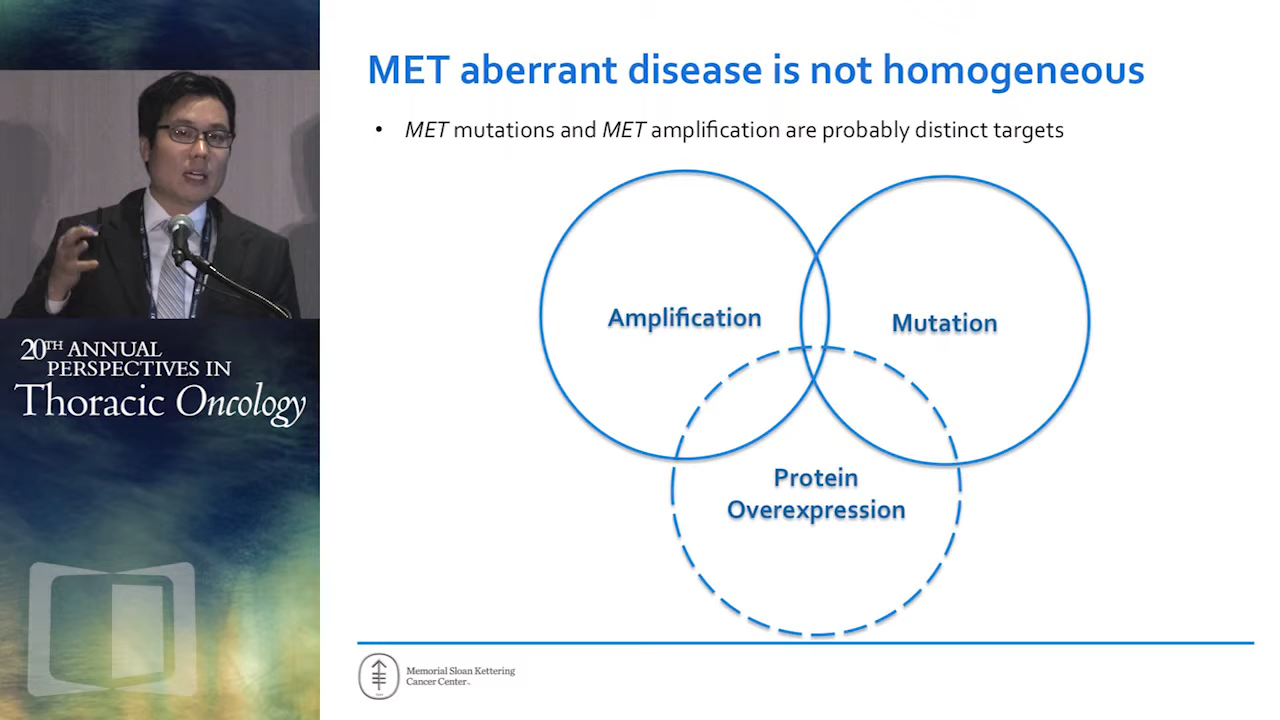 MET aberrant disease is not homogeneous
• MET mutations and MET amplification are probably distinct targets
Amplification
Mutation
Protein
Overexpression
20TH ANNUAL
PERSPECTIVES IN
Thoracic Oncology
Memorial Sloan Kettering
Cancer Center